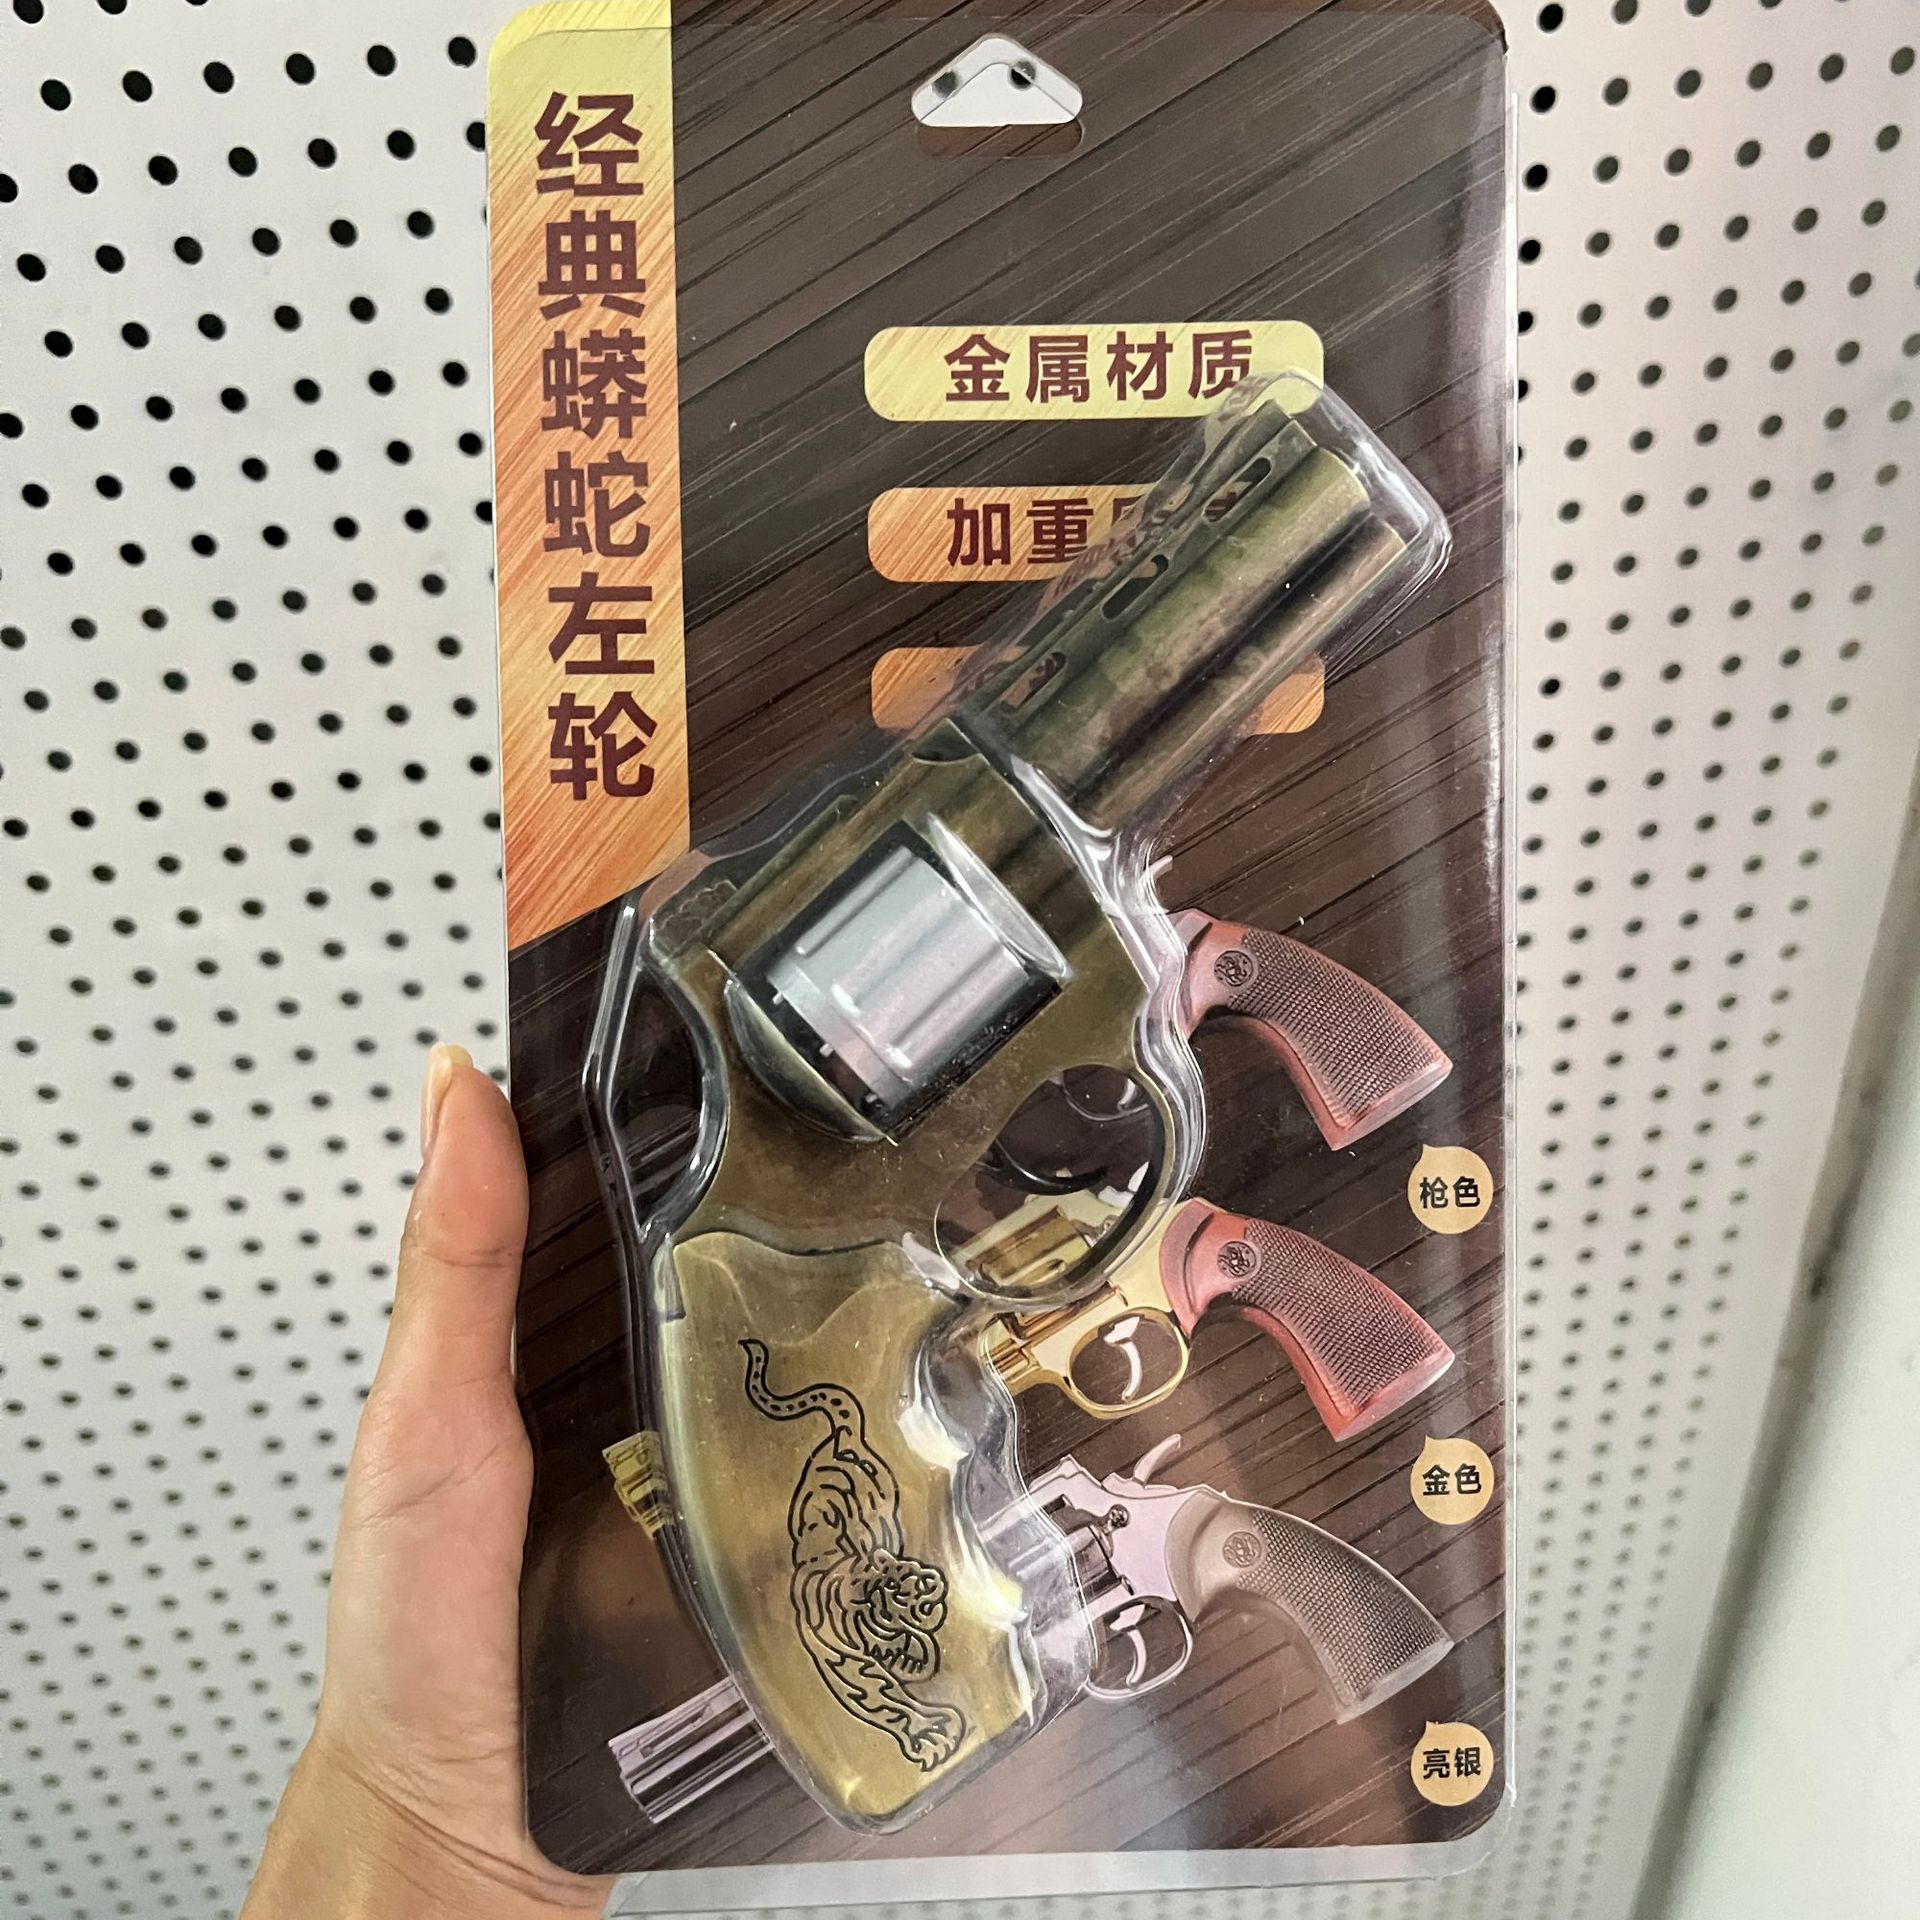 经典蟒蛇左轮
金属材质
加重
枪色
金色
亮银